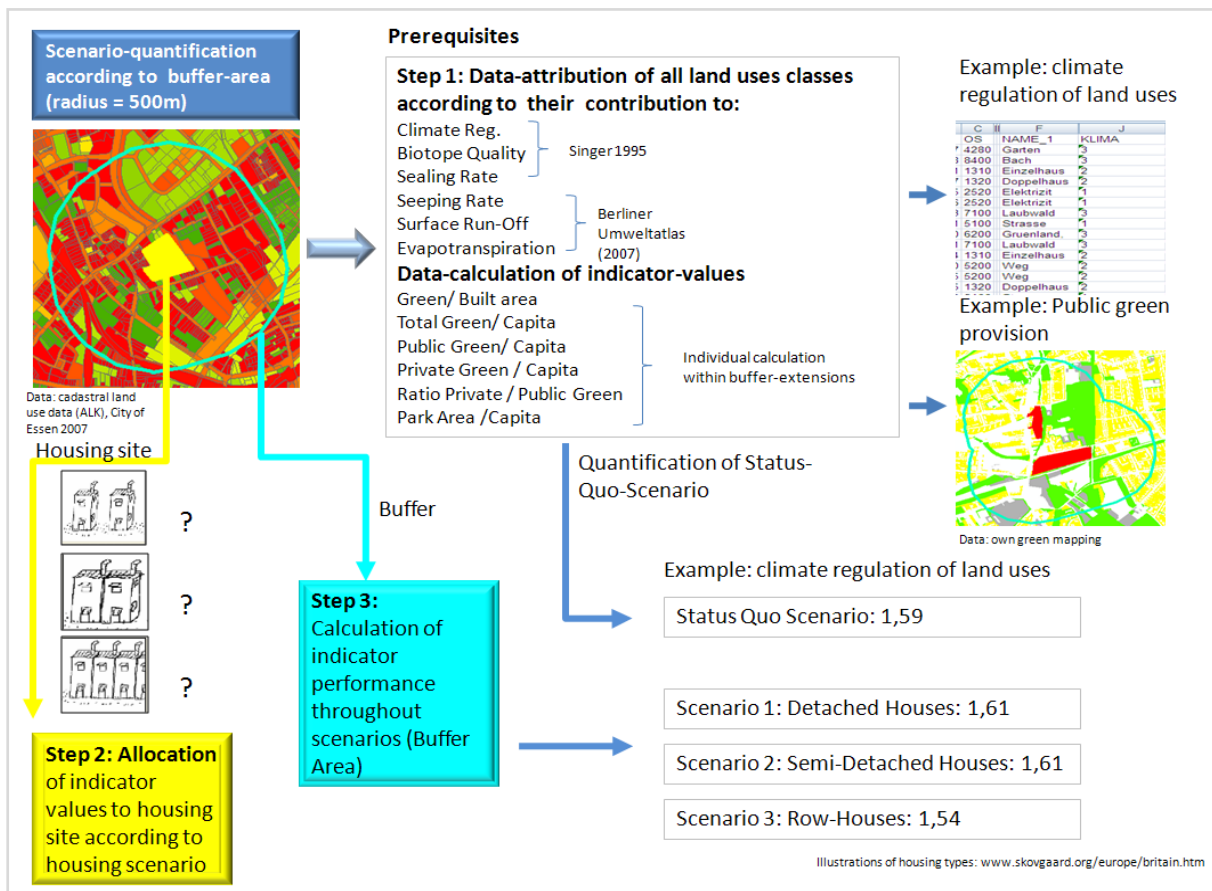 Scenario-quantification
according to buffer-area
(radius = 500m)
Data: cadastral land
use data (ALK), City of
Essen 2007
Prerequisites
Step 1: Data-attribution of all land uses classes
according to their contribution to:
Climate Reg.
Biotope Quality
Sealing Rate
Singer 1995
Seeping Rate
Surface Run-Off
Evapotranspiration
Berliner
Umweltatlas
(2007)
Data-calculation of indicator-values
Green/ Built area
Total Green/ Capita
Public Green/ Capita
Private Green / Capita
Ratio Private / Public Green
Park Area /Capita
Individual calculation
within buffer-extensions
Example: climate
regulation of land uses
C F J
OS NAME_1 KLIMA
4280 Garten 3
8400 Bach 3
1310 Einzelhaus 2
1320 Doppelhaus 2
2520 Elektrizit 1
2520 Elektrizit 1
7100 Laubwald 3
5100 Strasse 1
6200 Gruenland, 3
7100 Laubwald 3
1310 Einzelhaus 2
5200 Weg 2
5200 Weg 2
1320 Doppelhaus 2
Example: Public green
provision
Data: own green mapping
Housing site
?
?
?
Buffer
Quantification of Status-
Quo-Scenario
Step 2: Allocation
of indicator
values to housing
site according to
housing scenario
Step 3:
Calculation of
indicator
performance
throughout
scenarios (Buffer
Area)
Example: climate regulation of land uses
Status Quo Scenario: 1,59
Scenario 1: Detached Houses: 1,61
Scenario 2: Semi-Detached Houses: 1,61
Scenario 3: Row-Houses: 1,54
Illustrations of housing types: www.skovgaard.org/europe/britain.htm